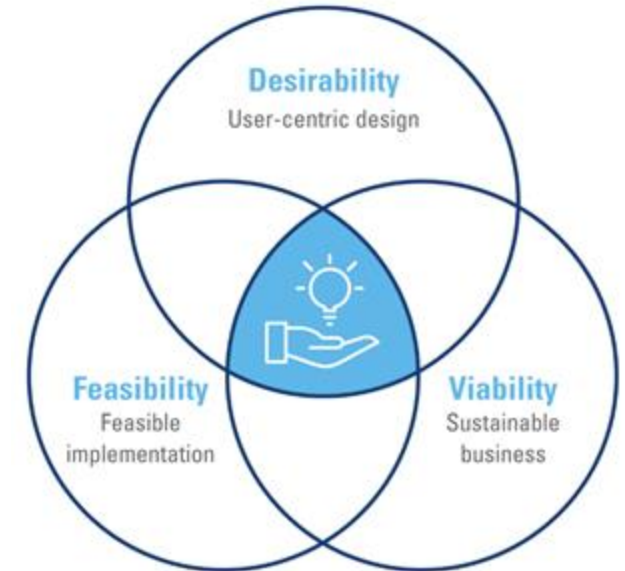 Desirability
User-centric design
Feasibility
Feasible
implementation
Viability
Sustainable
business